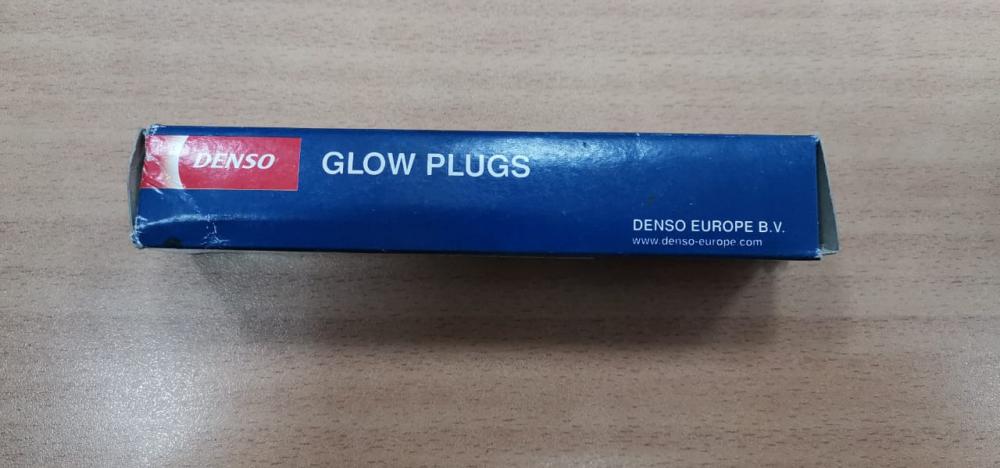 DENSO
GLOW PLUGS
DENSO EUROPE B.V.
www.denso-europe.com